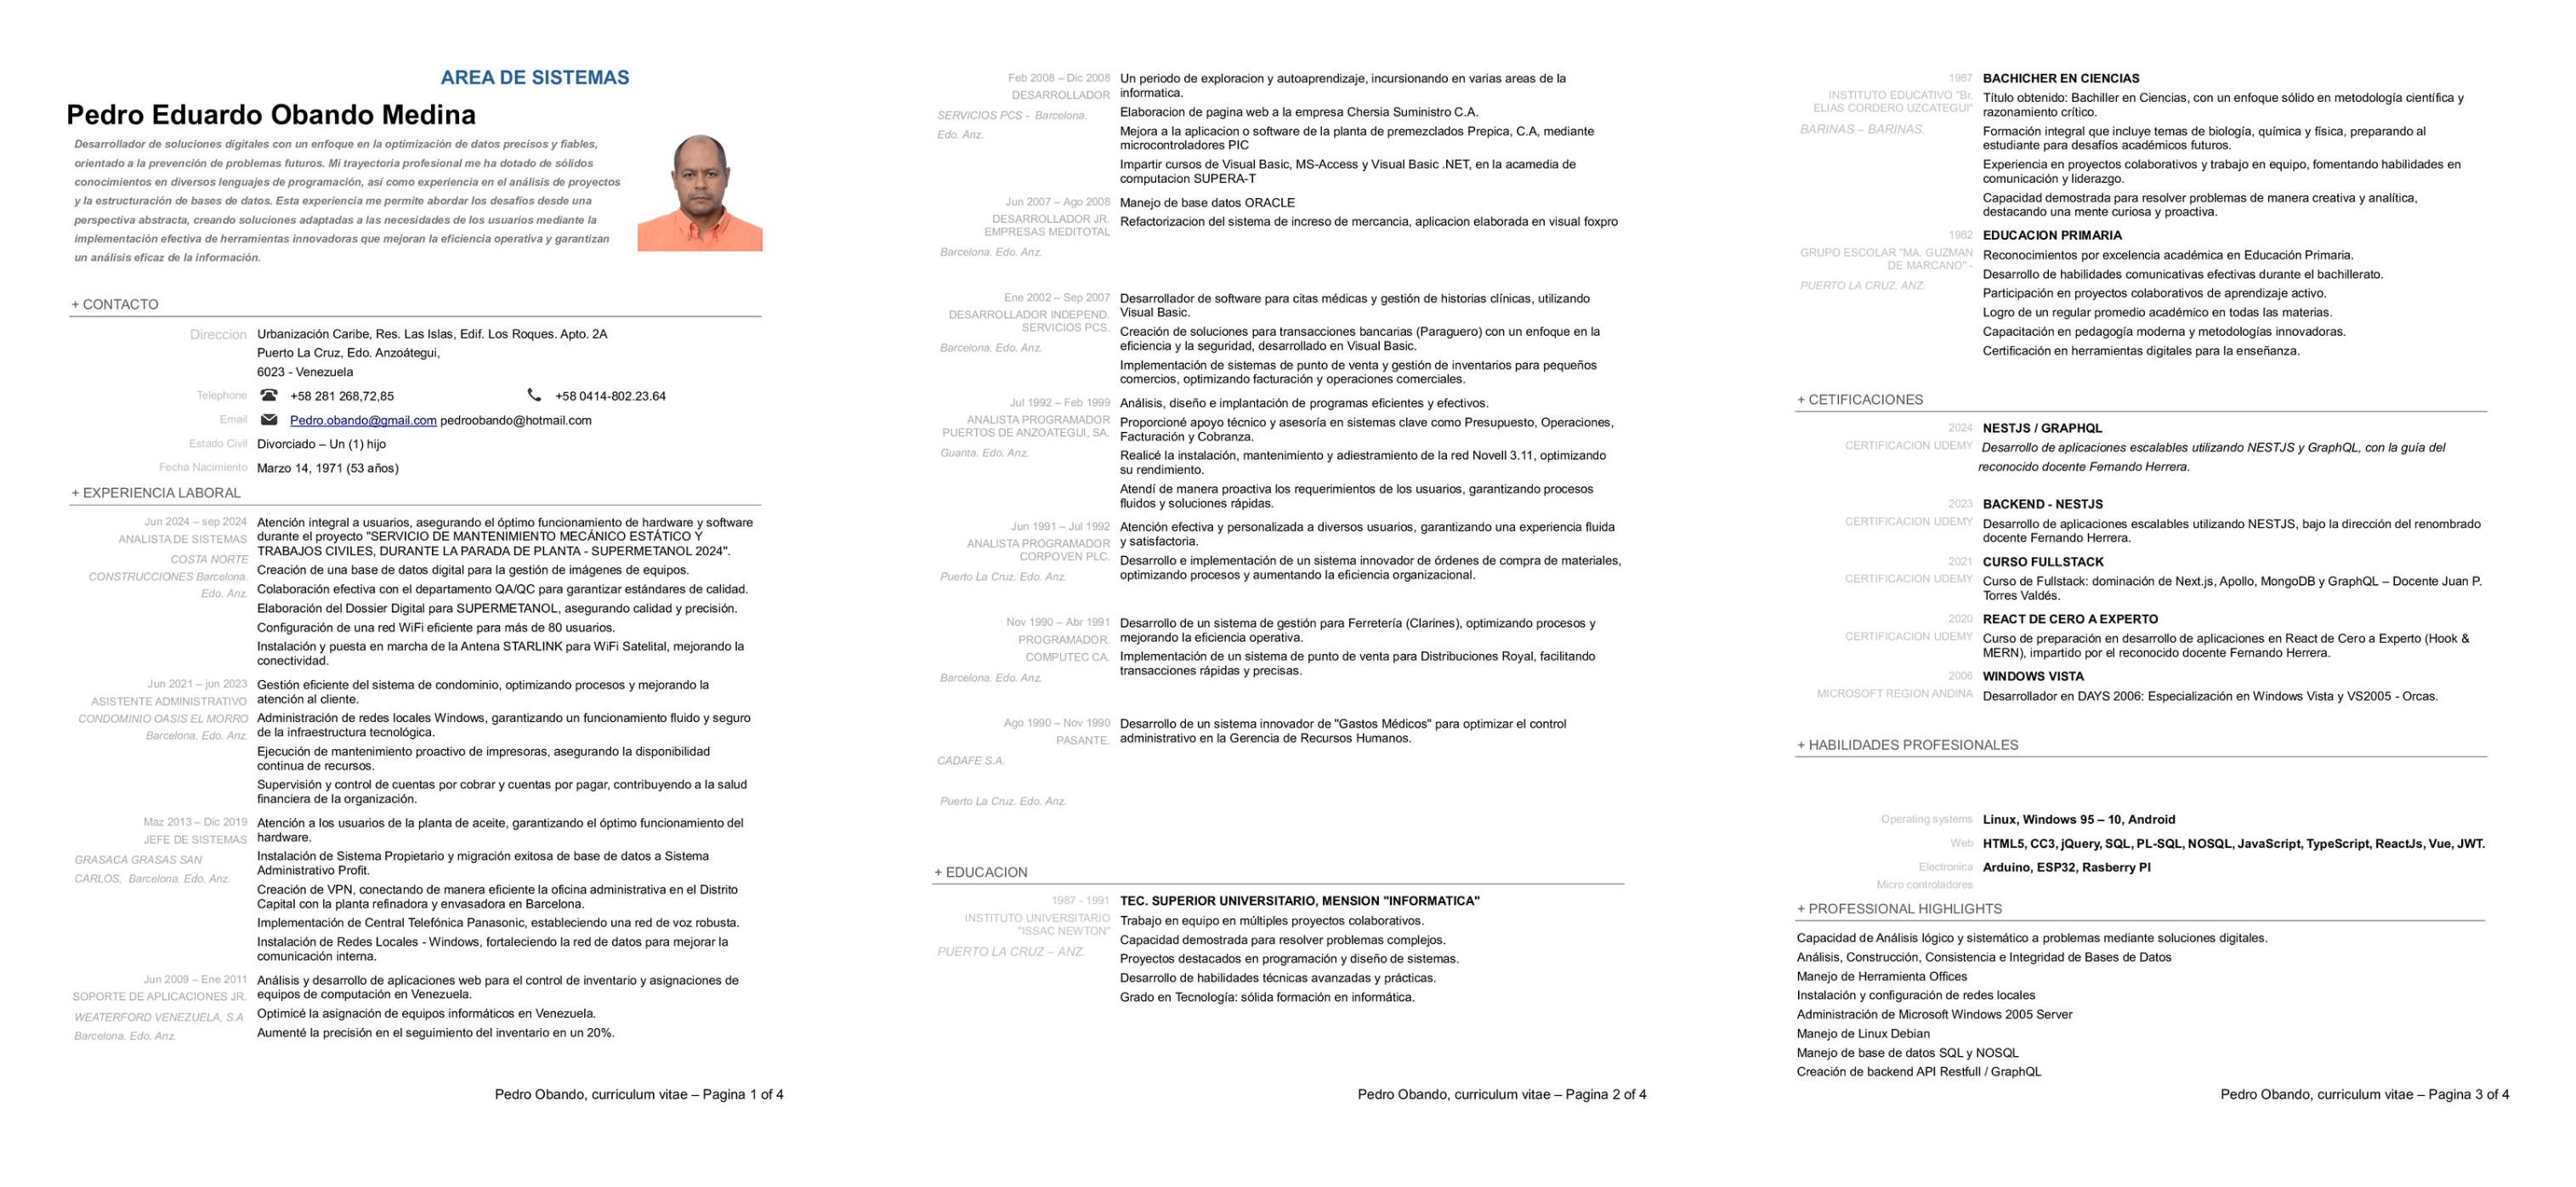 AREA DE SISTEMAS
Pedro Eduardo Obando Medina
Desarrollador de soluciones digitales con un enfoque en la optimización de datos precisos y fiables,
orientado a la prevención de problemas futuros. Mi trayectoria profesional me ha dotado de sólidos
conocimientos en diversos lenguajes de programación, así como experiencia en el análisis de proyectos
y la estructuración de bases de datos. Esta experiencia me permite abordar los desafíos desde una
perspectiva abstracta, creando soluciones adaptadas a las necesidades de los usuarios mediante la
implementación efectiva de herramientas innovadoras que mejoran la eficiencia operativa y garantizan
un análisis eficaz de la información.
+ CONTACTO
Direccion Urbanización Caribe, Res. Las Islas, Edif. Los Roques. Apto. 2A
Puerto La Cruz, Edo. Anzoátegui,
6023 - Venezuela
Telephone +58 281 268,72,85 +58 0414-802.23.64
Email Pedro.obando@gmail.com pedroobando@hotmail.com
Estado Civil Divorciado – Un (1) hijo
Fecha Nacimiento Marzo 14, 1971 (53 años)
+ EXPERIENCIA LABORAL
Jun 2024 – sep 2024
ANALISTA DE SISTEMAS
COSTA NORTE
CONSTRUCCIONES Barcelona.
Edo. Anz.
Atención integral a usuarios, asegurando el óptimo funcionamiento de hardware y software
durante el proyecto "SERVICIO DE MANTENIMIENTO MECÁNICO ESTÁTICO Y
TRABAJOS CIVILES, DURANTE LA PARADA DE PLANTA - SUPERMETANOL 2024".
Creación de una base de datos digital para la gestión de imágenes de equipos.
Colaboración efectiva con el departamento QA/QC para garantizar estándares de calidad.
Elaboración del Dossier Digital para SUPERMETANOL, asegurando calidad y precisión.
Configuración de una red WiFi eficiente para más de 80 usuarios.
Instalación y puesta en marcha de la Antena STARLINK para WiFi Satelital, mejorando la
conectividad.
Jun 2021 – jun 2023
ASISTENTE ADMINISTRATIVO
CONDOMINIO OASIS EL MORRO
Barcelona. Edo. Anz.
Gestión eficiente del sistema de condominio, optimizando procesos y mejorando la
atención al cliente.
Administración de redes locales Windows, garantizando un funcionamiento fluido y seguro
de la infraestructura tecnológica.
Ejecución de mantenimiento proactivo de impresoras, asegurando la disponibilidad
continua de recursos.
Supervisión y control de cuentas por cobrar y cuentas por pagar, contribuyendo a la salud
financiera de la organización.
Maz 2013 – Dic 2019
JEFE DE SISTEMAS
GRASACA GRASAS SAN
CARLOS, Barcelona. Edo. Anz.
Atención a los usuarios de la planta de aceite, garantizando el óptimo funcionamiento del
hardware.
Instalación de Sistema Propietario y migración exitosa de base de datos a Sistema
Administrativo Profit.
Creación de VPN, conectando de manera eficiente la oficina administrativa en el Distrito
Capital con la planta refinadora y envasadora en Barcelona.
Implementación de Central Telefónica Panasonic, estableciendo una red de voz robusta.
Instalación de Redes Locales - Windows, fortaleciendo la red de datos para mejorar la
comunicación interna.
Jun 2009 – Ene 2011
SOPORTE DE APLICACIONES JR.
WEATERFORD VENEZUELA, S.A
Barcelona. Edo. Anz.
Análisis y desarrollo de aplicaciones web para el control de inventario y asignaciones de
equipos de computación en Venezuela.
Optimicé la asignación de equipos informáticos en Venezuela.
Aumenté la precisión en el seguimiento del inventario en un 20%.
Pedro Obando, curriculum vitae – Pagina 1 of 4
Feb 2008 – Dic 2008
DESARROLLADOR
SERVICIOS PCS - Barcelona.
Edo. Anz.
Un periodo de exploracion y autoaprendizaje, incursionando en varias areas de la
informatica.
Elaboracion de pagina web a la empresa Chersia Suministro C.A.
Mejora a la aplicacion o software de la planta de premezclados Prepica, C.A, mediante
microcontroladores PIC
Impartir cursos de Visual Basic, MS-Access y Visual Basic .NET, en la acamedia de
computacion SUPERA-T
Jun 2007 – Ago 2008
DESARROLLADOR JR.
EMPRESAS MEDITOTAL
Barcelona. Edo. Anz.
Manejo de base datos ORACLE
Refactorizacion del sistema de increso de mercancia, aplicacion elaborada en visual foxpro
Ene 2002 – Sep 2007
DESARROLLADOR INDEPEND.
SERVICIOS PCS.
Barcelona. Edo. Anz.
Desarrollador de software para citas médicas y gestión de historias clínicas, utilizando
Visual Basic.
Creación de soluciones para transacciones bancarias (Paraguero) con un enfoque en la
eficiencia y la seguridad, desarrollado en Visual Basic.
Implementación de sistemas de punto de venta y gestión de inventarios para pequeños
comercios, optimizando facturación y operaciones comerciales.
Jul 1992 – Feb 1999
ANALISTA PROGRAMADOR
PUERTOS DE ANZOATEGUI, SA.
Guanta. Edo. Anz.
Análisis, diseño e implantación de programas eficientes y efectivos.
Proporcioné apoyo técnico y asesoría en sistemas clave como Presupuesto, Operaciones,
Facturación y Cobranza.
Realicé la instalación, mantenimiento y adiestramiento de la red Novell 3.11, optimizando
su rendimiento.
Atendí de manera proactiva los requerimientos de los usuarios, garantizando procesos
fluidos y soluciones rápidas.
Jun 1991 – Jul 1992
ANALISTA PROGRAMADOR
CORPOVEN PLC.
Puerto La Cruz. Edo. Anz.
Atención efectiva y personalizada a diversos usuarios, garantizando una experiencia fluida
y satisfactoria.
Desarrollo e implementación de un sistema innovador de órdenes de compra de materiales,
optimizando procesos y aumentando la eficiencia organizacional.
Nov 1990 – Abr 1991
PROGRAMADOR.
COMPUTEC CA.
Barcelona. Edo. Anz.
Desarrollo de un sistema de gestión para Ferretería (Clarines), optimizando procesos y
mejorando la eficiencia operativa.
Implementación de un sistema de punto de venta para Distribuciones Royal, facilitando
transacciones rápidas y precisas.
Ago 1990 – Nov 1990
PASANTE.
CADAFE S.A.
Puerto La Cruz. Edo. Anz.
Desarrollo de un sistema innovador de "Gastos Médicos" para optimizar el control
administrativo en la Gerencia de Recursos Humanos.
+ EDUCACION
1987 - 1991
INSTITUTO UNIVERSITARIO
"ISSAC NEWTON"
PUERTO LA CRUZ – ANZ.
TEC. SUPERIOR UNIVERSITARIO, MENSION "INFORMATICA"
Trabajo en equipo en múltiples proyectos colaborativos.
Capacidad demostrada para resolver problemas complejos.
Proyectos destacados en programación y diseño de sistemas.
Desarrollo de habilidades técnicas avanzadas y prácticas.
Grado en Tecnología: sólida formación en informática.
Pedro Obando, curriculum vitae – Pagina 2 of 4
1987
INSTITUTO EDUCATIVO "Br.
ELIAS CORDERO UZCATEGUI"
BARINAS – BARINAS.
BACHICHER EN CIENCIAS
Título obtenido: Bachiller en Ciencias, con un enfoque sólido en metodología científica y
razonamiento crítico.
Formación integral que incluye temas de biología, química y física, preparando al
estudiante para desafíos académicos futuros.
Experiencia en proyectos colaborativos y trabajo en equipo, fomentando habilidades en
comunicación y liderazgo.
Capacidad demostrada para resolver problemas de manera creativa y analítica,
destacando una mente curiosa y proactiva.
1982
GRUPO ESCOLAR "MA. GUZMAN
DE MARCANO" -
PUERTO LA CRUZ, ANZ.
EDUCACION PRIMARIA
Reconocimientos por excelencia académica en Educación Primaria.
Desarrollo de habilidades comunicativas efectivas durante el bachillerato.
Participación en proyectos colaborativos de aprendizaje activo.
Logro de un regular promedio académico en todas las materias.
Capacitación en pedagogía moderna y metodologías innovadoras.
Certificación en herramientas digitales para la enseñanza.
+ CETIFICACIONES
2024 NESTJS / GRAPHQL
CERTIFICACION UDEMY Desarrollo de aplicaciones escalables utilizando NESTJS y GraphQL, con la guía del
reconocido docente Fernando Herrera.
2023 BACKEND - NESTJS
CERTIFICACION UDEMY Desarrollo de aplicaciones escalables utilizando NESTJS, bajo la dirección del renombrado
docente Fernando Herrera.
2021 CURSO FULLSTACK
CERTIFICACION UDEMY Curso de Fullstack: dominación de Next.js, Apollo, MongoDB y GraphQL – Docente Juan P.
Torres Valdés.
2020 REACT DE CERO A EXPERTO
CERTIFICACION UDEMY Curso de preparación en desarrollo de aplicaciones en React de Cero a Experto (Hook &
MERN), impartido por el reconocido docente Fernando Herrera.
2006 WINDOWS VISTA
MICROSOFT REGION ANDINA Desarrollador en DAYS 2006: Especialización en Windows Vista y VS2005 - Orcas.
+ HABILIDADES PROFESIONALES
Operating systems Linux, Windows 95 – 10, Android
Web HTML5, CC3, jQuery, SQL, PL-SQL, NOSQL, JavaScript, TypeScript, ReactJs, Vue, JWT.
Electronica Arduino, ESP32, Rasberry PI
Micro controladores
+ PROFESSIONAL HIGHLIGHTS
Capacidad de Análisis lógico y sistemático a problemas mediante soluciones digitales.
Análisis, Construcción, Consistencia e Integridad de Bases de Datos
Manejo de Herramienta Offices
Instalación y configuración de redes locales
Administración de Microsoft Windows 2005 Server
Manejo de Linux Debian
Manejo de base de datos SQL y NOSQL
Creación de backend API Restfull / GraphQL
Pedro Obando, curriculum vitae – Pagina 3 of 4